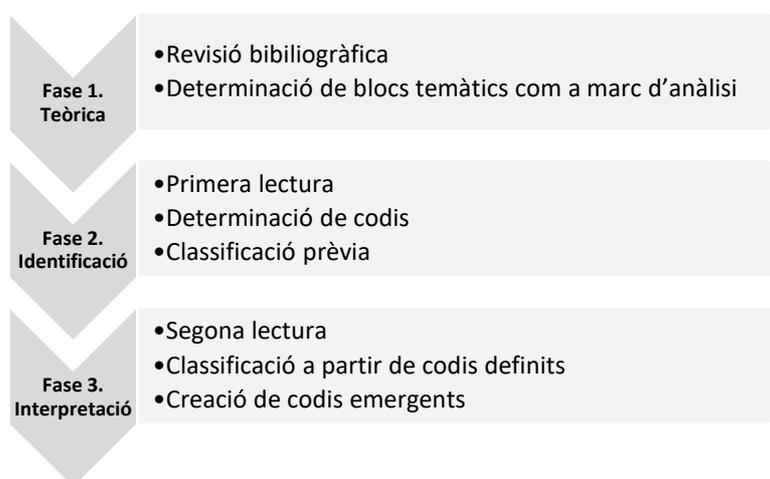 Fase 1.
Teòrica
•Revisió bibiliogràfica
•Determinació de blocs temàtics com a marc d’anàlisi
Fase 2.
Identificació
•Primera lectura
•Determinació de codis
•Classificació prèvia
Fase 3.
Interpretació
•Segona lectura
•Classificació a partir de codis definits
•Creació de codis emergents